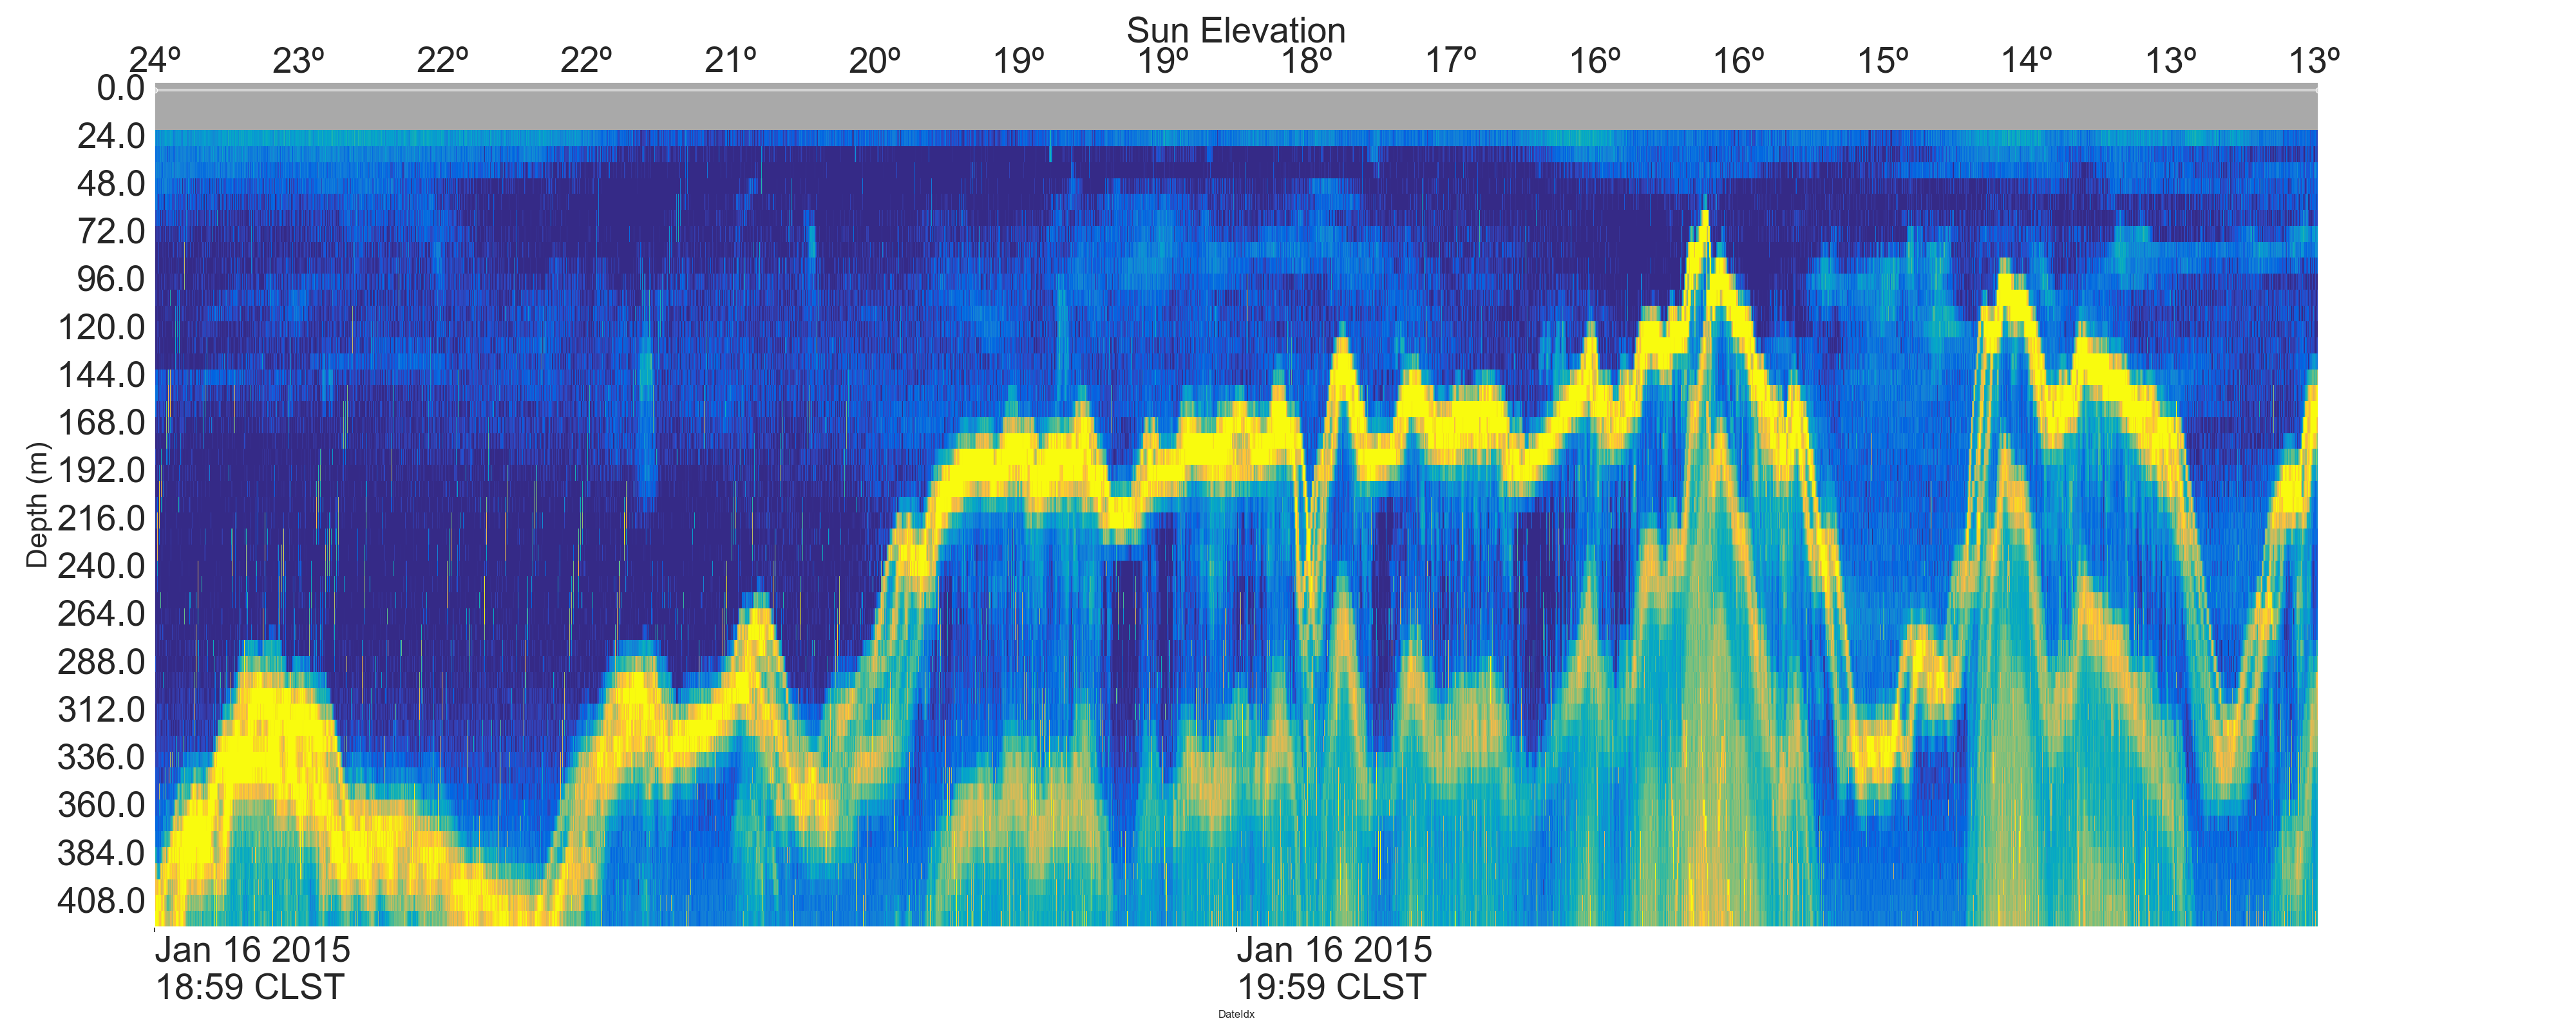 Sun Elevation
24º 23º 22º 22º 21º 20º 19º 19º 18º 17º 16º 16º 15º 14º 13º 13º
0.0
24.0
48.0
72.0
96.0
120.0
144.0
168.0
192.0
216.0
240.0
264.0
288.0
312.0
336.0
360.0
384.0
408.0
Depth (m)
Jan 16 2015
18:59 CLST
Jan 16 2015
19:59 CLST
DateIdx